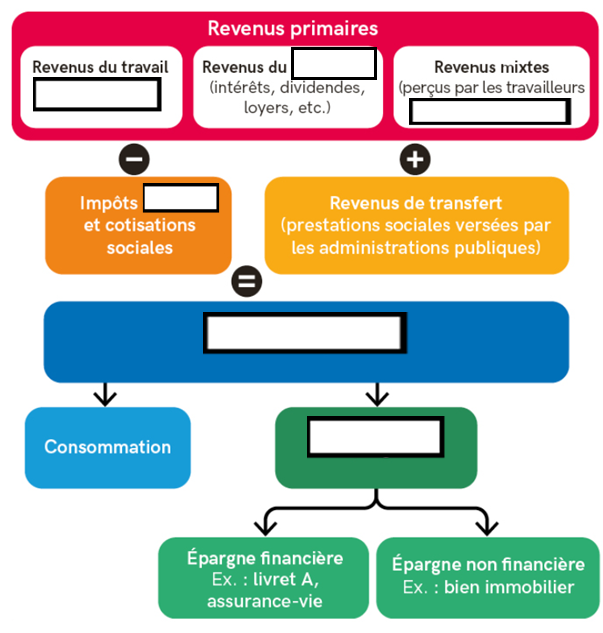 Revenus primaires
Revenus du travail
Revenus du
(intérêts, dividendes,
loyers, etc.)
Revenus mixtes
(perçus par les travailleurs
−
+
Impôts
et cotisations
sociales
Revenus de transfert
(prestations sociales versées par
les administrations publiques)
=
Consommation
Épargne financière
Ex. : livret A,
assurance-vie
Épargne non financière
Ex. : bien immobilier